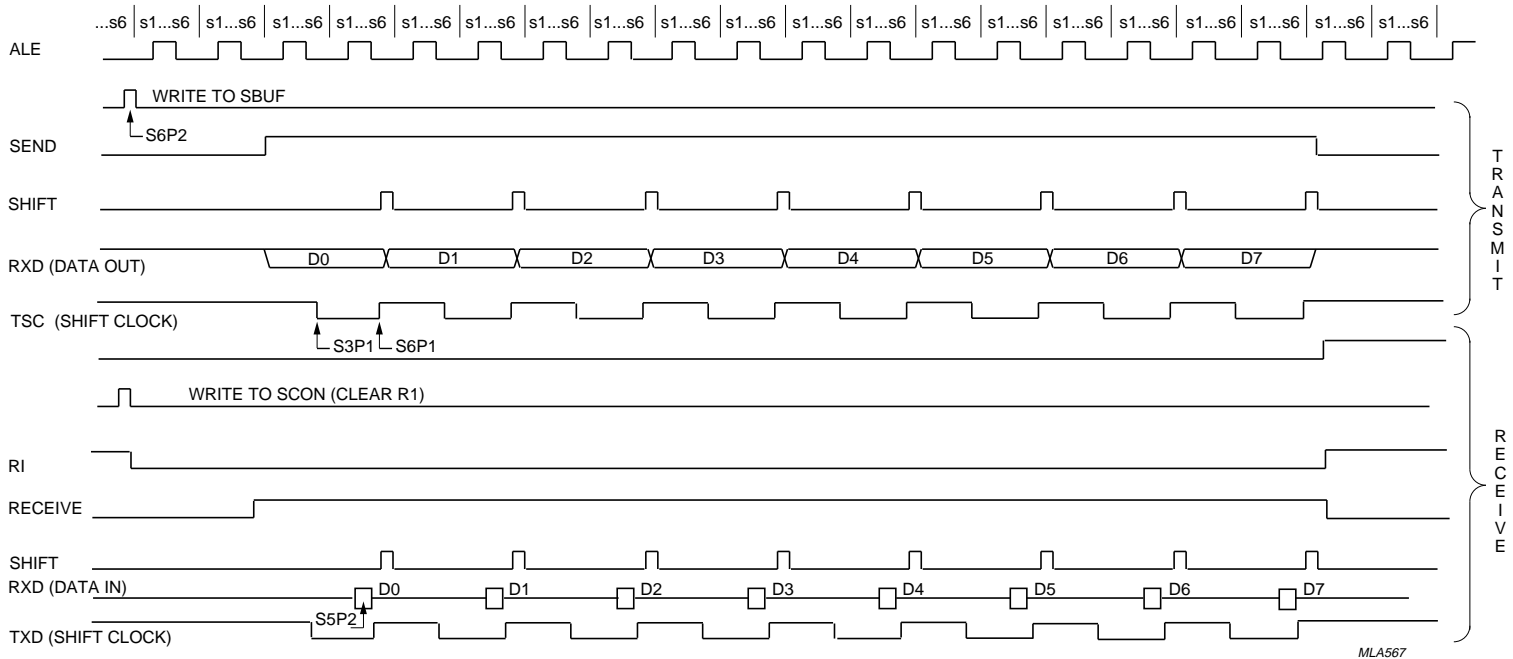 ...s6 s1...s6 s1...s6 s1...s6 s1...s6 s1...s6 s1...s6 s1...s6 s1...s6 s1...s6 s1...s6 s1...s6 s1...s6 s1...s6 s1...s6 s1...s6 s1...s6 s1...s6 s1...s6 s1...s6 s1...s6
ALE
WRITE TO SBUF
S6P2
SEND
SHIFT
RXD (DATA OUT) D0 D1 D2 D3 D4 D5 D6 D7
TSC (SHIFT CLOCK)
S3P1 S6P1
TRANSMIT
WRITE TO SCON (CLEAR R1)
RI
RECEIVE
SHIFT
RXD (DATA IN) D0 D1 D2 D3 D4 D5 D6 D7
S5P2
TXD (SHIFT CLOCK)
RECEIVE
MLA567